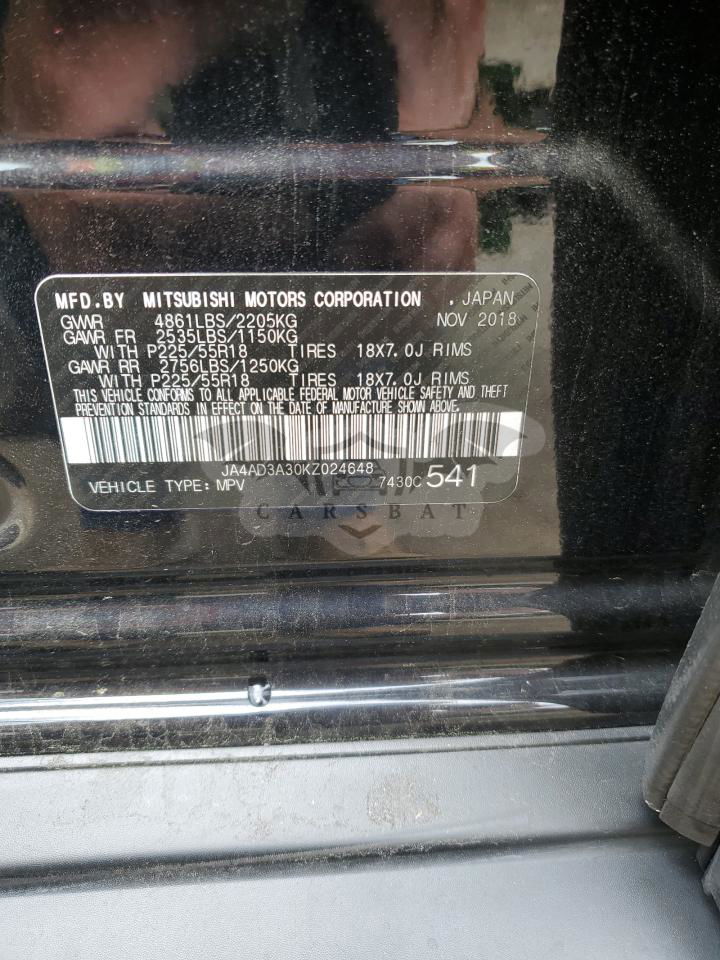 MFD.BY MITSUBISHI MOTORS CORPORATION . JAPAN
GVWR 4861LBS/2205KG NOV 2018
GAWR FR 2535LBS/1150KG
WITH P225/55R18 TIRES 18X7.0J RIMS
GAWR RR 2756LBS/1250KG
WITH P225/55R18 TIRES 18X7.0J RIMS
THIS VEHICLE CONFORMS TO ALL APPLICABLE FEDERAL MOTOR VEHICLE SAFETY AND THEFT
PREVENTION STANDARDS IN EFFECT ON THE DATE OF MANUFACTURE SHOWN ABOVE.
JA4AD3A30KZ024648
VEHICLE TYPE: MPV 7430C 541
CARSBAT